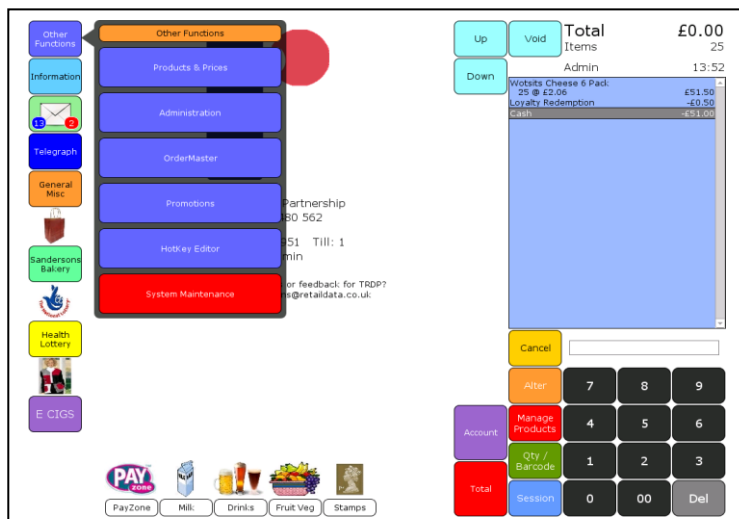 Other
Functions
Information
13
2
Telegraph
General
Misc
Sandersons
Bakery
Health
Lottery
E CIGS
Other Functions
Products & Prices
Administration
OrderMaster
Promotions
HotKey Editor
System Maintenance
Partnership
480 562
951 Till: 1
min
or feedback for TRDP?
ns@retaildata.co.uk
PAY
zone
PayZone
Milk
Drinks
Fruit Veg
Stamps
Up
Void
Down
Total £0.00
Items 25
Admin 13:52
Wotsits Cheese 6 Pack
25 @ £2.06 £51.50
Loyalty Redemption -£0.50
Cash -£51.00
Cancel
Alter
7
8
9
Account
Manage
Products
4
5
6
Qty /
Barcode
1
2
3
Total
Session
0
00
Del